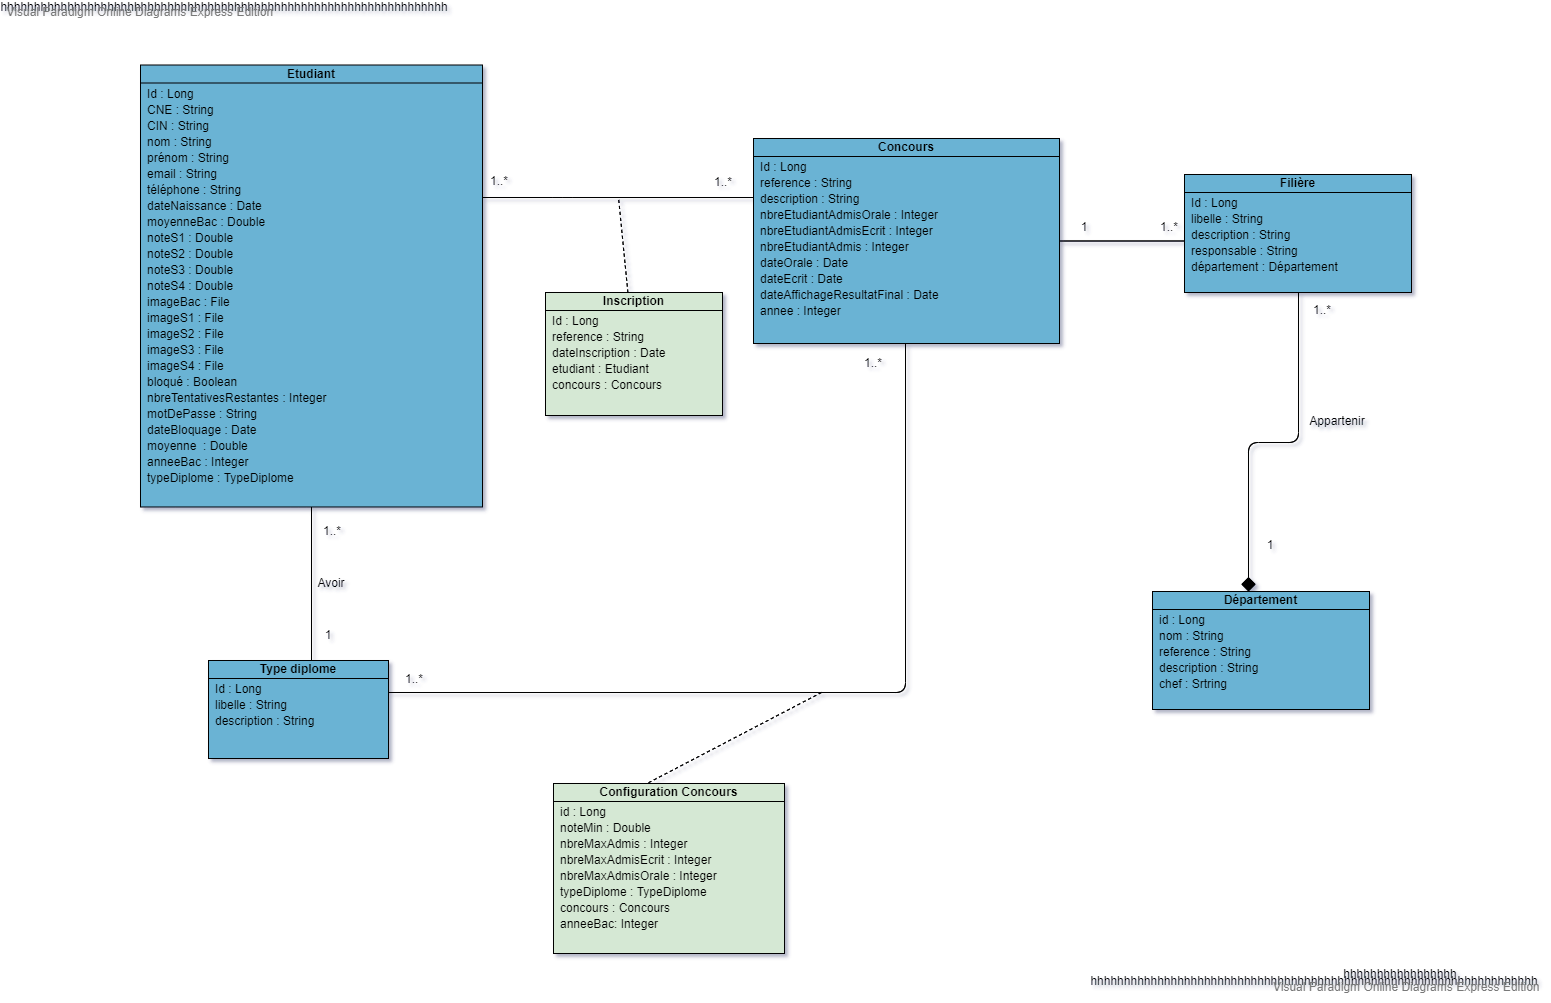 hhhhhhhhhhhhhhhhhhhhhhhhhhhhhhhhhhhhhhhhhhhhhhhhhhhhhhhhhhhhhhhhhhh
Visual Paradigm Online Diagrams Express Edition
Etudiant
Id : Long
CNE : String
CIN : String
nom : String
prénom : String
email : String
téléphone : String
dateNaissance : Date
moyenneBac : Double
noteS1 : Double
noteS2 : Double
noteS3 : Double
noteS4 : Double
imageBac : File
imageS1 : File
imageS2 : File
imageS3 : File
imageS4 : File
bloqué : Boolean
nbreTentativesRestantes : Integer
motDePasse : String
dateBloquage : Date
moyenne : Double
anneeBac : Integer
typeDiplome : TypeDiplome
1..*
1..*
Concours
Id : Long
reference : String
description : String
nbreEtudiantAdmisOrale : Integer
nbreEtudiantAdmisEcrit : Integer
nbreEtudiantAdmis : Integer
dateOrale : Date
dateEcrit : Date
dateAffichageResultatFinal : Date
annee : Integer
1
1..*
Filière
Id : Long
libelle : String
description : String
responsable : String
département : Département
Inscription
Id : Long
reference : String
dateInscription : Date
etudiant : Etudiant
concours : Concours
1..*
1..*
Appartenir
1
1..*
Avoir
1
Département
id : Long
nom : String
reference : String
description : String
chef : Srtring
Type diplome
Id : Long
libelle : String
description : String
1..*
Configuration Concours
id : Long
noteMin : Double
nbreMaxAdmis : Integer
nbreMaxAdmisEcrit : Integer
nbreMaxAdmisOrale : Integer
typeDiplome : TypeDiplome
concours : Concours
anneeBac: Integer
hhhhhhhhhhhhhhhhh
hhhhhhhhhhhhhhhhhhhhhhhhhhhhhhhhhhhhhhhhhhhhhhhhhhhhhhhhhhhhhhhhhhh
Visual Paradigm Online Diagrams Express Edition